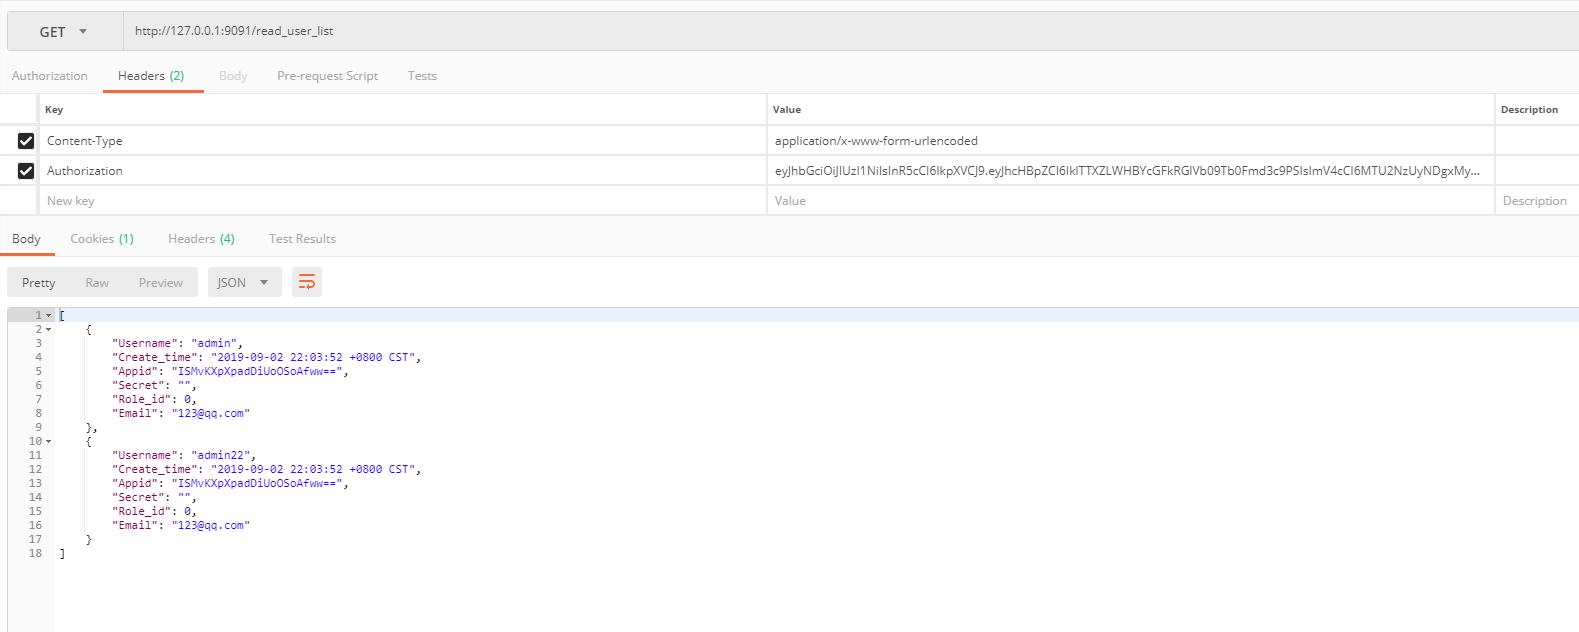 GET http://127.0.0.1:9091/read_user_list
Authorization Headers (2) Body Pre-request Script Tests
Key Value Description
Content-Type application/x-www-form-urlencoded
Authorization
New key Value Description
Body Cookies (1) Headers (4) Test Results
Pretty Raw Preview JSON
1 [
2 {
3 "Username": "admin",
4 "Create_time": "2019-09-02 22:03:52 +0800 CST",
5 "Appid": "ISMvKXpXpadDiUoOSoAfww==",
6 "Secret": "",
7 "Role_id": 0,
8 "Email": "123@qq.com"
9 },
10 {
11 "Username": "admin22",
12 "Create_time": "2019-09-02 22:03:52 +0800 CST",
13 "Appid": "ISMvKXpXpadDiUoOSoAfww==",
14 "Secret": "",
15 "Role_id": 0,
16 "Email": "123@qq.com"
17 }
18 ]